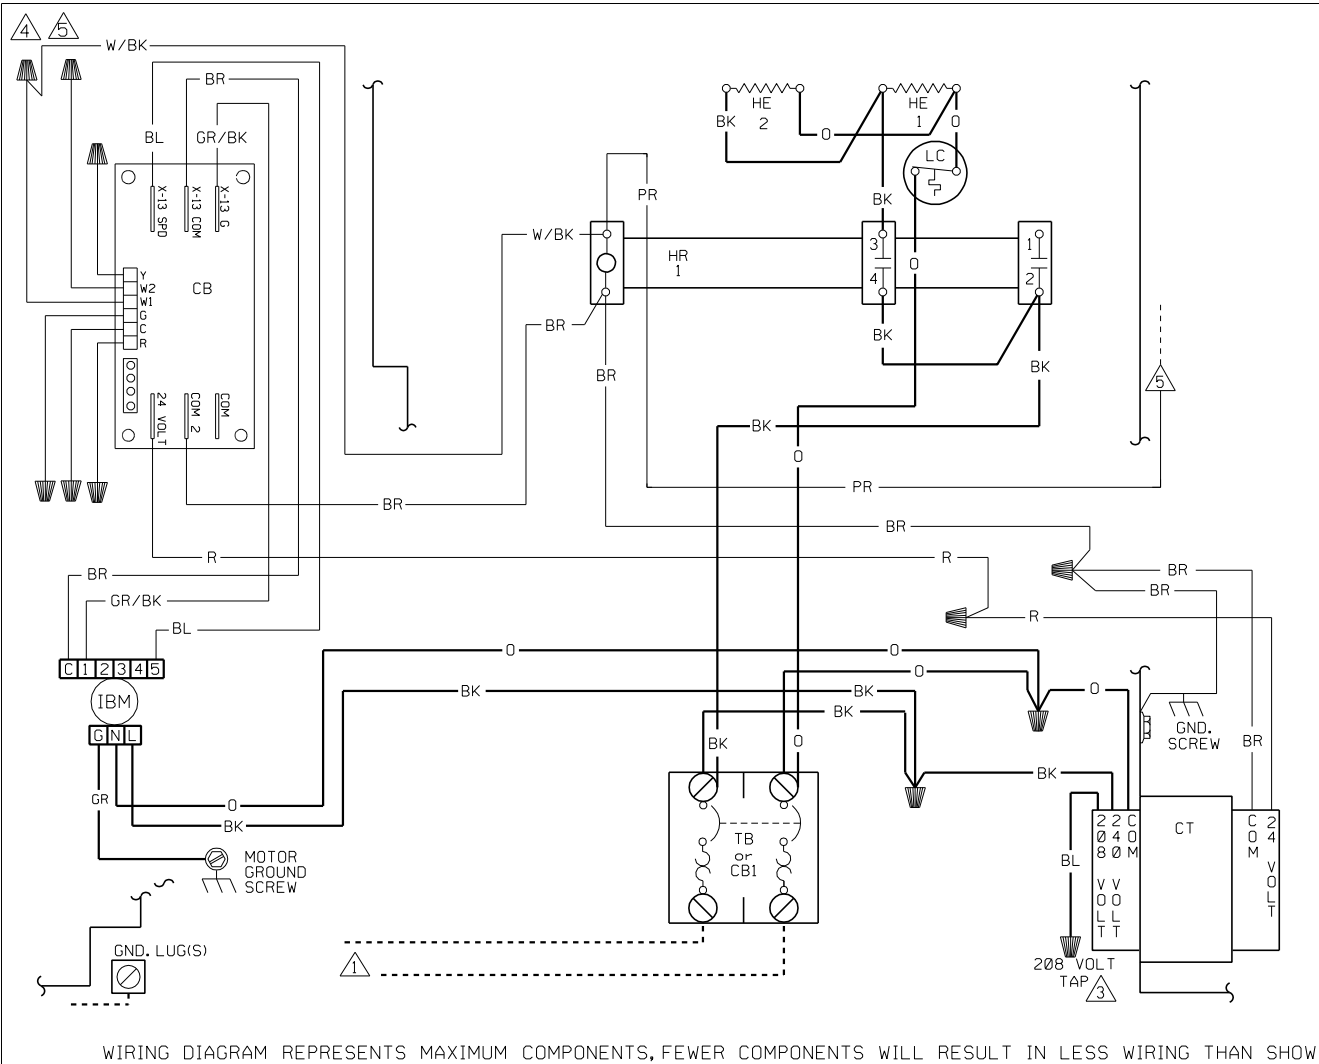 4 5
W/BK
BR
BL GR/BK
X-13 SPD
X-13 COM
X-13 G
CB
Y
W2
W1
G
C
R
24 VOLT
COM 2
COM
HE
2
HE
1
BK
O
O
LC
BK
PR
W/BK
HR
1
3
4
1
2
O
BR
BK
BR
BK
5
BK
O
BR
PR
BR
R
R
BR
BR
BR
GR/BK
R
BL
C 1 2 3 4 5
IBM
G N L
O
O
O
BK
BK
O
BK
GND.
SCREW
BR
BK
O
BK
GR
O
BK
MOTOR
GROUND
SCREW
TB
or
CB1
BL
208 VOLT
240 VOLT
COM
CT
COM
24 VOLT
GND. LUG(S)
1
208 VOLT
TAP
3
WIRING DIAGRAM REPRESENTS MAXIMUM COMPONENTS, FEWER COMPONENTS WILL RESULT IN LESS WIRING THAN SHOW